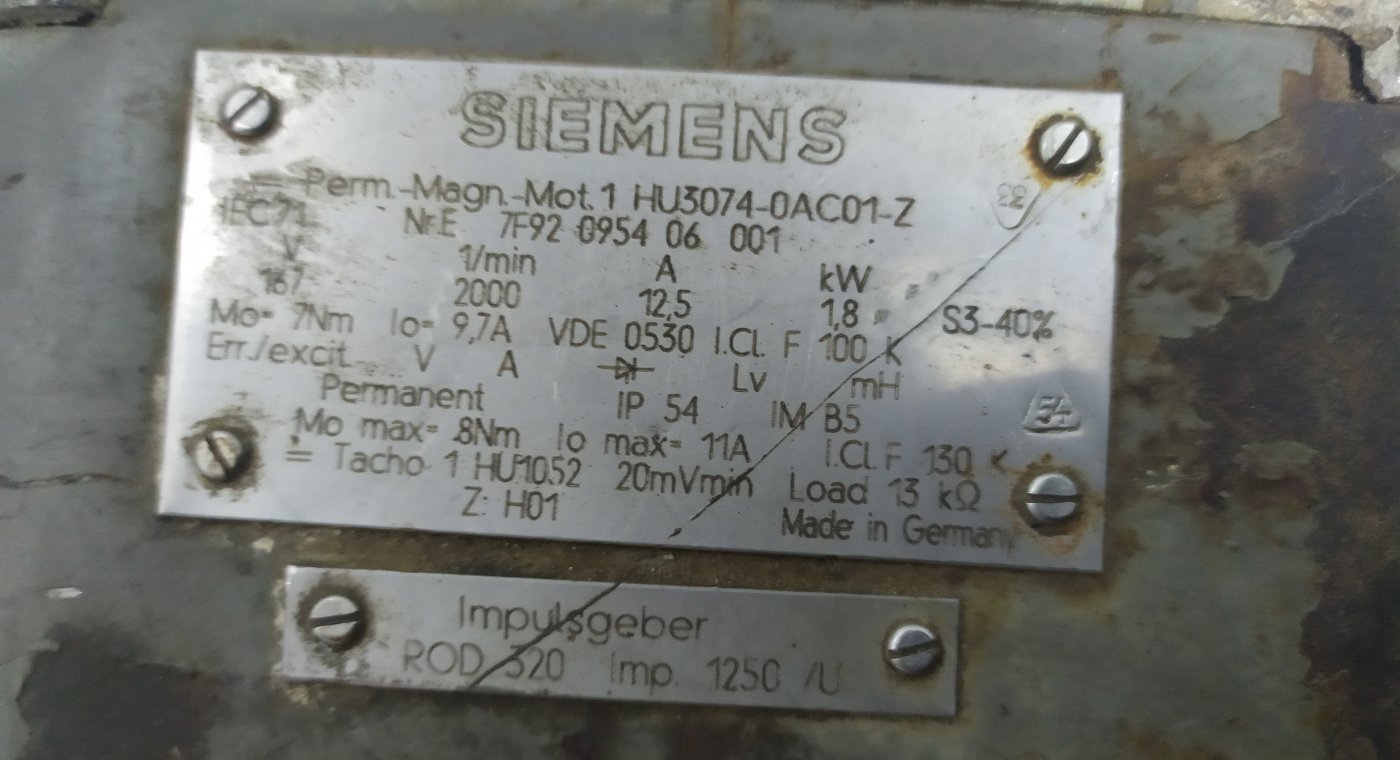 SIEMENS
Perm.-Magn.-Mot. 1 HU3074-0AC01-Z
IEC71 Nr.E 7F92 0954 06 001
V 1/min A kW
167 2000 12,5 1,8 S3-40%
Mo= 7Nm Io= 9,7A VDE 0530 I.Cl. F 100 K
Err./excit. V A Lv mH
Permanent IP 54 IM B5
54
Mo max= 8Nm Io max= 11A I.Cl.F 130 K
= Tacho 1 HU1052 20mVmin Load 13 kΩ
Z: H01 Made in Germany
Impulsgeber
ROD 320 Imp. 1250 /U